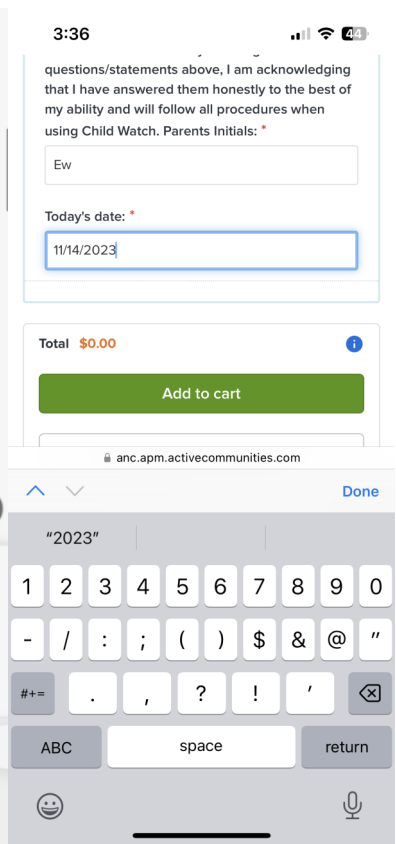 3:36
44
questions/statements above, I am acknowledging
that I have answered them honestly to the best of
my ability and will follow all procedures when
using Child Watch. Parents Initials: *
Ew
Today's date: *
11/14/2023
Total $0.00
Add to cart
anc.apm.activecommunities.com
Done
"2023"
1 2 3 4 5 6 7 8 9 0
- / : ; ( ) $ & @ "
#+= . , ? ! '
ABC space return